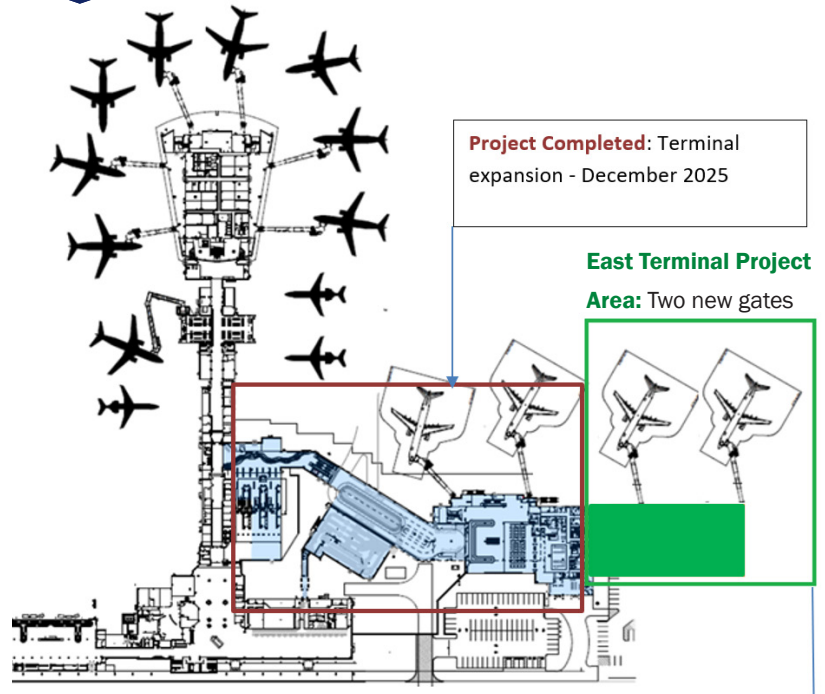 Project Completed: Terminal
expansion - December 2025
East Terminal Project
Area: Two new gates